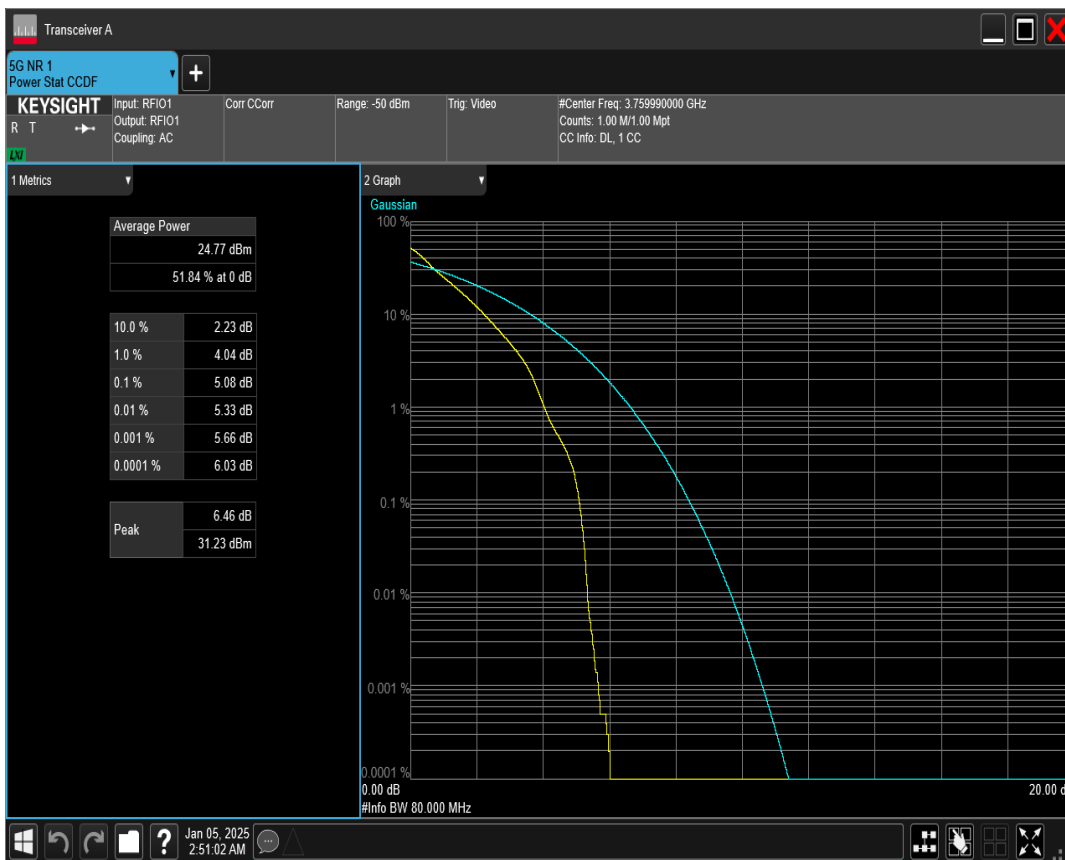 Transceiver A
5G NR 1
Power Stat CCDF
+
KEYSIGHT
R T
LXI
Input: RFIO1
Output: RFIO1
Coupling: AC
Corr CCorr
Range: -50 dBm
Trig: Video
#Center Freq: 3.759990000 GHz
Counts: 1.00 M/1.00 Mpt
CC Info: DL, 1 CC
1 Metrics
Average Power
24.77 dBm
51.84 % at 0 dB
10.0 % 2.23 dB
1.0 % 4.04 dB
0.1 % 5.08 dB
0.01 % 5.33 dB
0.001 % 5.66 dB
0.0001 % 6.03 dB
Peak 6.46 dB
31.23 dBm
2 Graph
Gaussian
100 %
10 %
1 %
0.1 %
0.01 %
0.001 %
0.0001 %
0.00 dB
20.00 d
#Info BW 80.000 MHz
?
Jan 05, 2025
2:51:02 AM